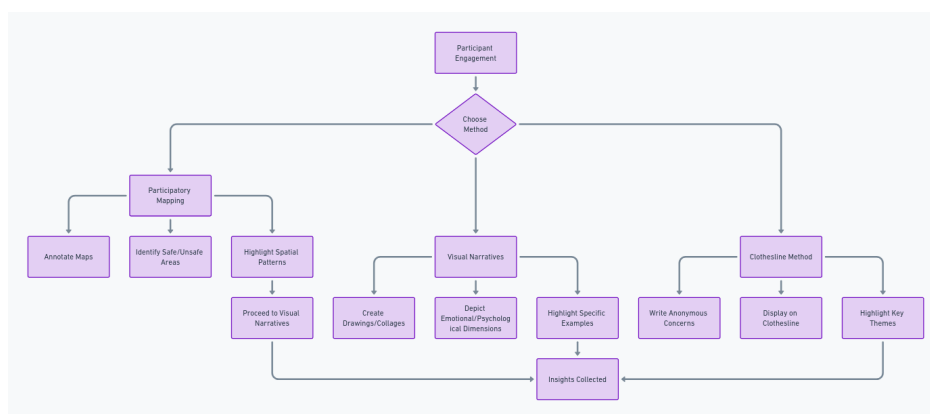 Participant
Engagement
Choose
Method
Participatory
Mapping
Annotate Maps
Identify Safe/Unsafe
Areas
Highlight Spatial
Patterns
Visual Narratives
Clothesline Method
Proceed to Visual
Narratives
Create
Drawings/Collages
Depict
Emotional/Psycholog
ical Dimensions
Highlight Specific
Examples
Write Anonymous
Concerns
Display on
Clothesline
Highlight Key
Themes
Insights Collected